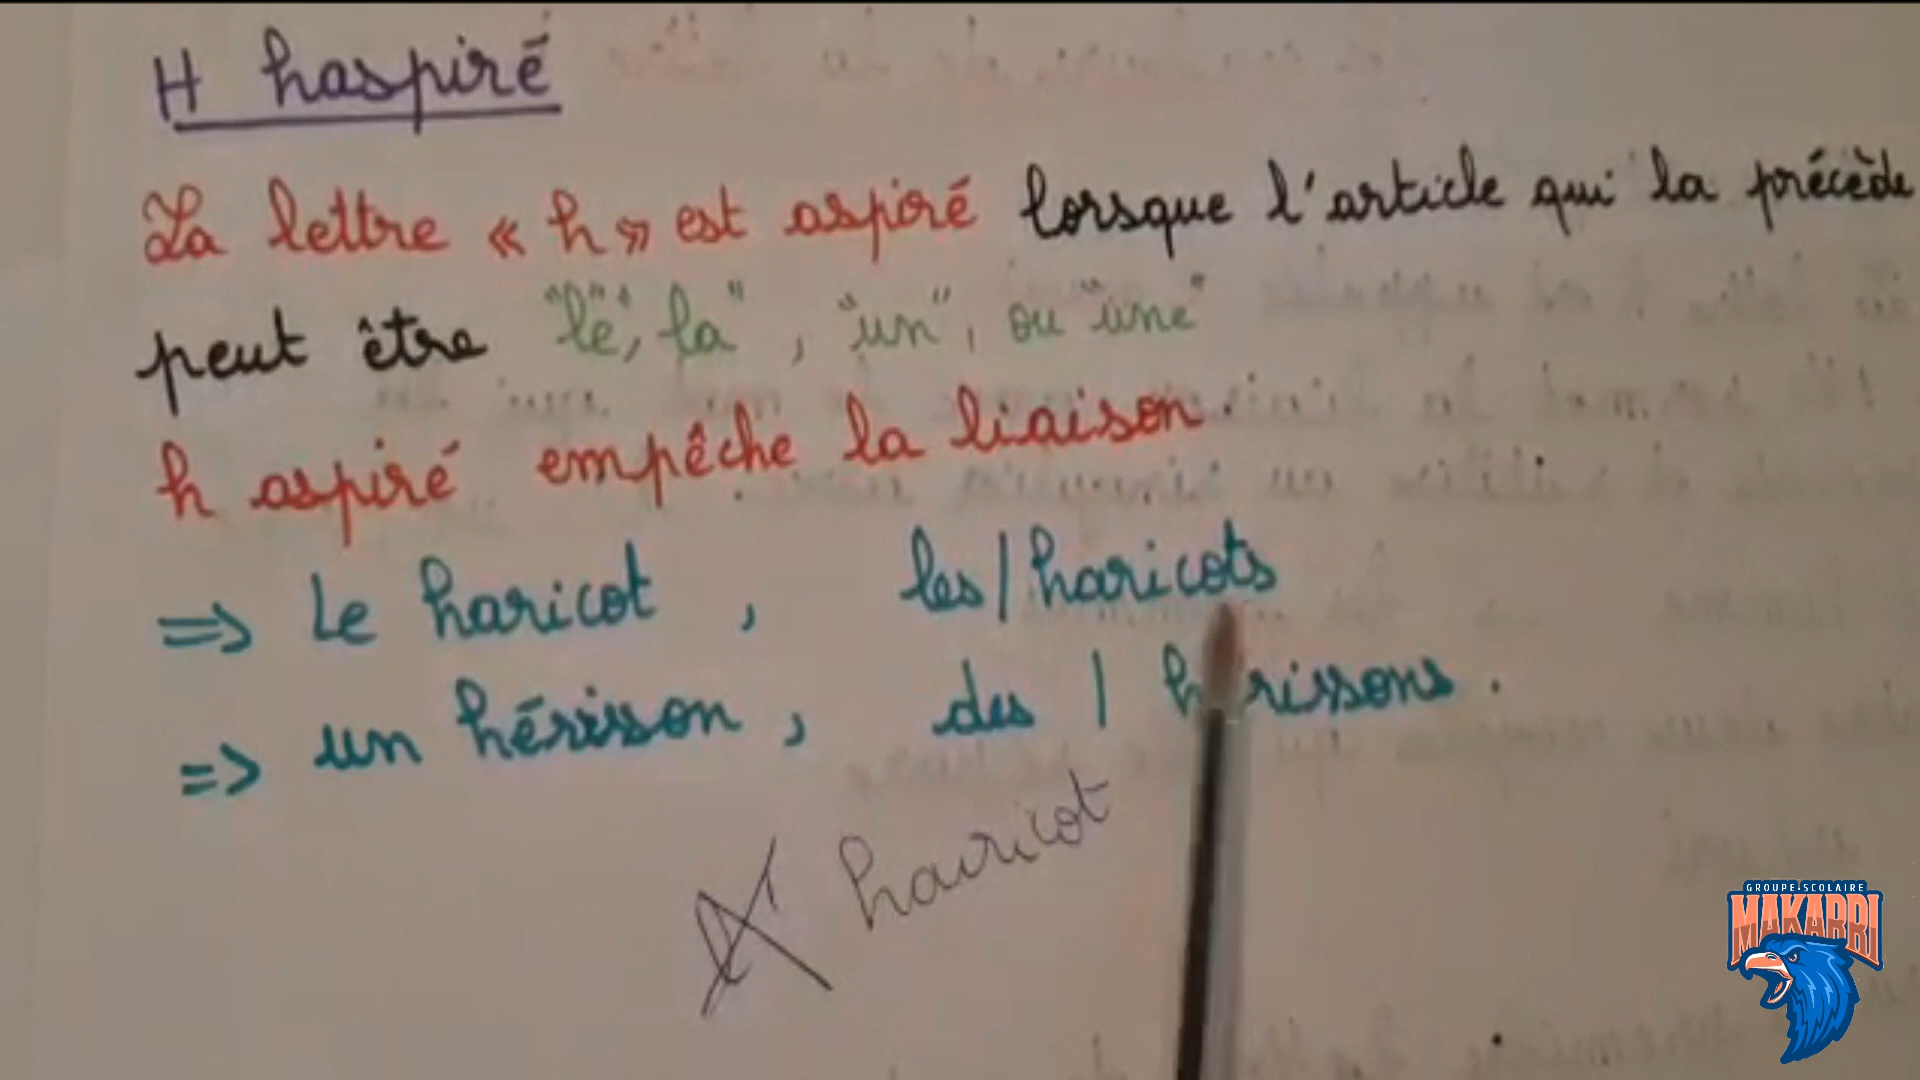 H haspiré
La lettre « h » est aspiré lorsque l'article qui la précède
peut être "le", "la", "un", ou "une"
h aspiré empêche la liaison.
=> Le haricot, les/haricots
=> un hérisson, des / h rissons.
l' haricot
GROUPE SCOLAIRE
MAKARRI